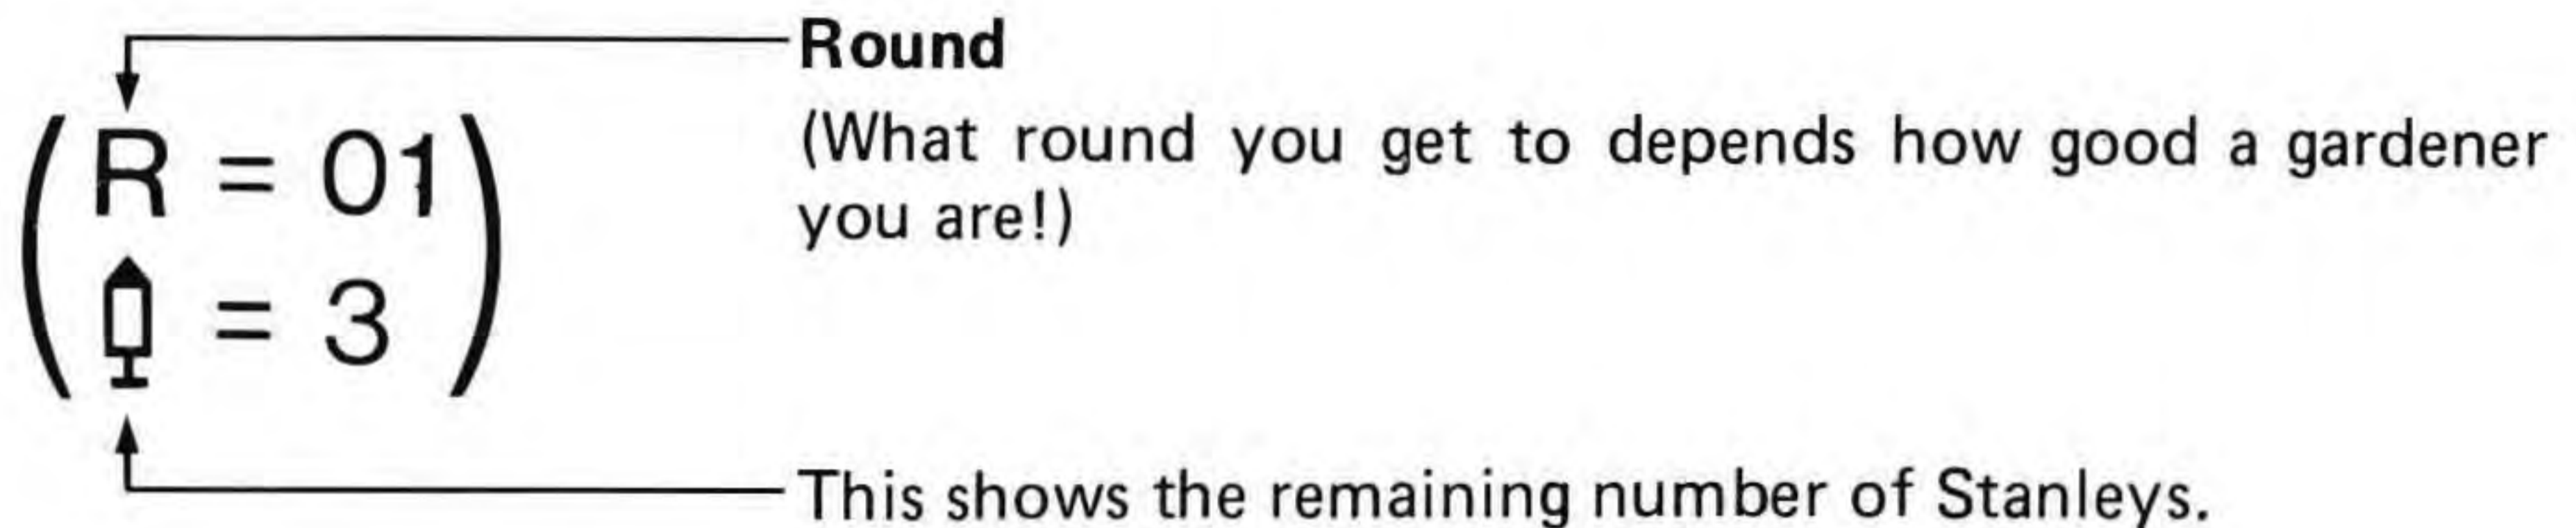 Round
(What round you get to depends how good a gardener
you are!)
R = 01
= 3
This shows the remaining number of Stanleys.